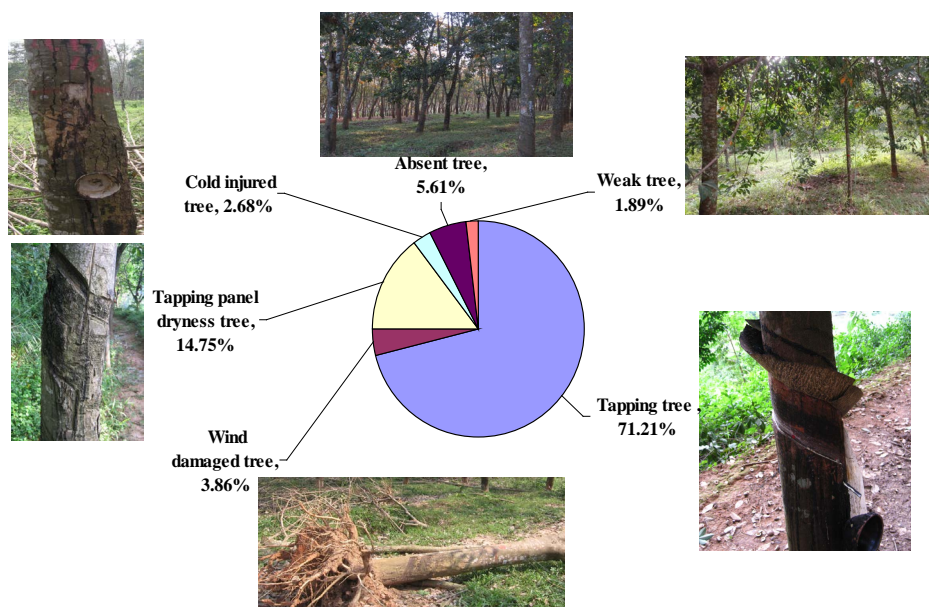 Absent tree,
5.61%
Cold injured
tree, 2.68%
Weak tree,
1.89%
Tapping panel
dryness tree,
14.75%
Tapping tree ,
71.21%
Wind
damaged tree,
3.86%